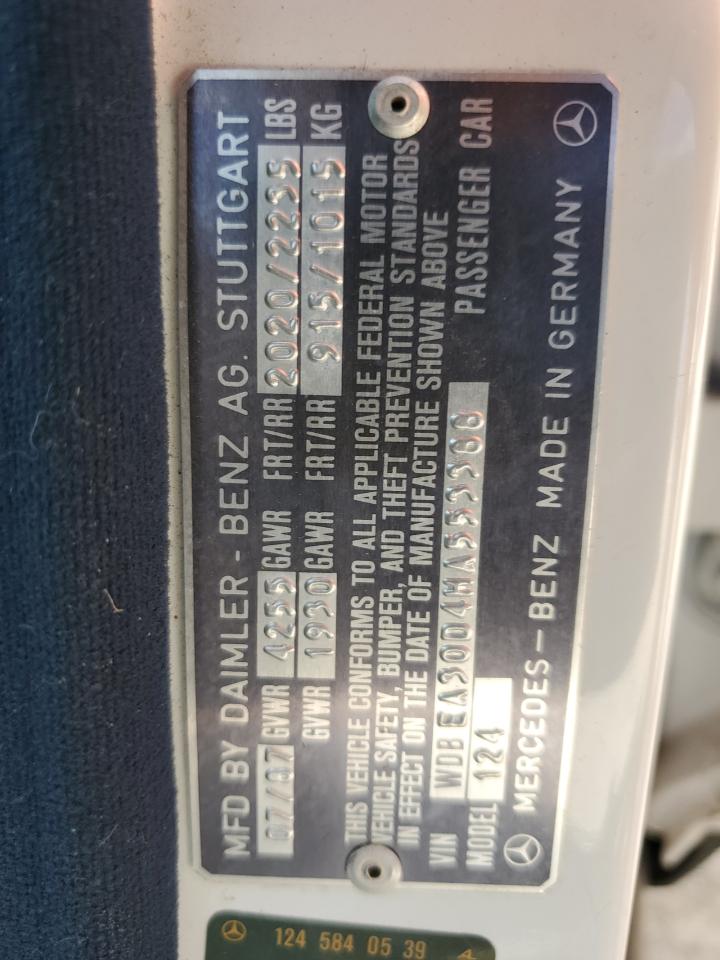 MFD BY DAIMLER - BENZ AG. STUTTGART
07/87 GVWR 4255 GAWR FRT/RR 2020/2235 LBS
GVWR 1930 GAWR FRT/RR 915/1015 KG
THIS VEHICLE CONFORMS TO ALL APPLICABLE FEDERAL MOTOR
VEHICLE SAFETY, BUMPER, AND THEFT PREVENTION STANDARDS
IN EFFECT ON THE DATE OF MANUFACTURE SHOWN ABOVE
VIN WDB EA30D4HA553388
MODEL 124 PASSENGER CAR
MERCEDES-BENZ MADE IN GERMANY
124 584 05 39